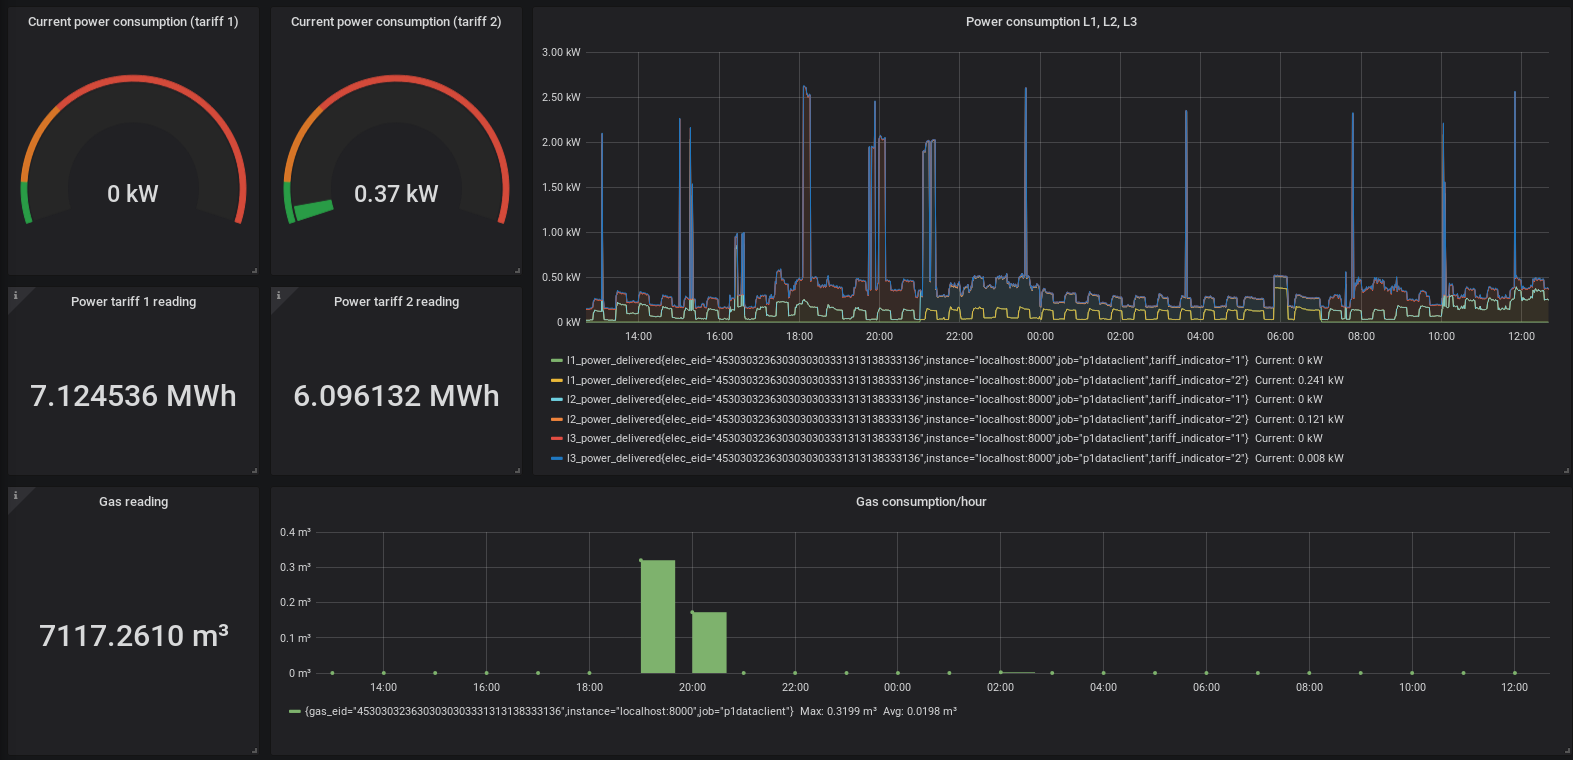 Current power consumption (tariff 1)
0 kW
Current power consumption (tariff 2)
0.37 kW
Power consumption L1, L2, L3
3.00 kW
2.50 kW
2.00 kW
1.50 kW
1.00 kW
0.50 kW
0 kW
14:00 16:00 18:00 20:00 22:00 00:00 02:00 04:00 06:00 08:00 10:00 12:00
l1_power_delivered{elec_eid="4530303236303030303331313138333136",instance="localhost:8000",job="p1dataclient",tariff_indicator="1"} Current: 0 kW
l1_power_delivered{elec_eid="4530303236303030303331313138333136",instance="localhost:8000",job="p1dataclient",tariff_indicator="2"} Current: 0.241 kW
l2_power_delivered{elec_eid="4530303236303030303331313138333136",instance="localhost:8000",job="p1dataclient",tariff_indicator="1"} Current: 0 kW
l2_power_delivered{elec_eid="4530303236303030303331313138333136",instance="localhost:8000",job="p1dataclient",tariff_indicator="2"} Current: 0.121 kW
l3_power_delivered{elec_eid="4530303236303030303331313138333136",instance="localhost:8000",job="p1dataclient",tariff_indicator="1"} Current: 0 kW
l3_power_delivered{elec_eid="4530303236303030303331313138333136",instance="localhost:8000",job="p1dataclient",tariff_indicator="2"} Current: 0.008 kW
i
Power tariff 1 reading
7.124536 MWh
i
Power tariff 2 reading
6.096132 MWh
i
Gas reading
7117.2610 m³
Gas consumption/hour
0.4 m³
0.3 m³
0.2 m³
0.1 m³
0 m³
14:00 16:00 18:00 20:00 22:00 00:00 02:00 04:00 06:00 08:00 10:00 12:00
{gas_eid="4530303236303030303331313138333136",instance="localhost:8000",job="p1dataclient"} Max: 0.3199 m³ Avg: 0.0198 m³